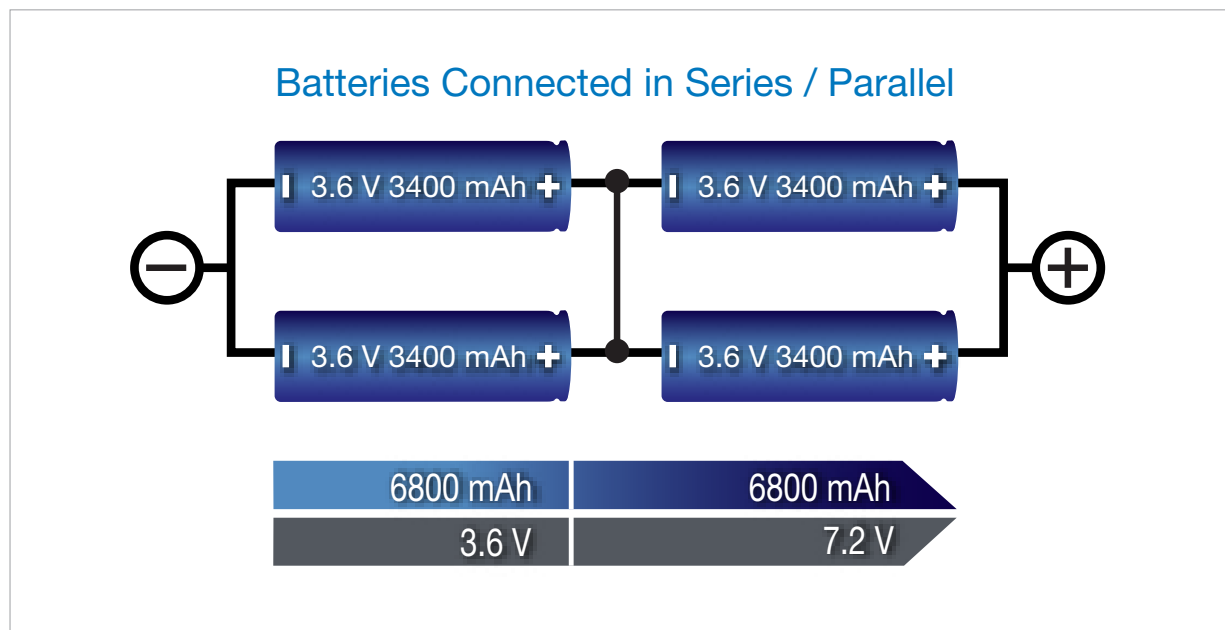 Batteries Connected in Series / Parallel
3.6 V 3400 mAh + 3.6 V 3400 mAh +
− +
3.6 V 3400 mAh + 3.6 V 3400 mAh +
6800 mAh 6800 mAh
3.6 V 7.2 V